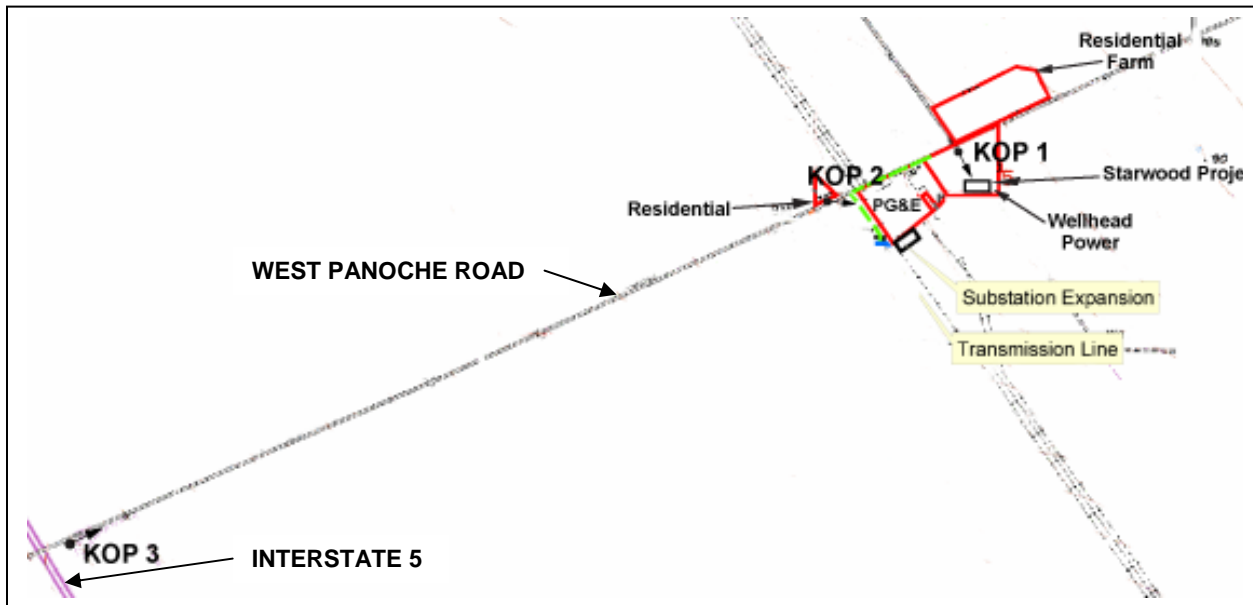 Residential
Farm
KOP 1
KOP 2
Starwood Proje
PG&E
Residential
Wellhead
Power
WEST PANOCHE ROAD
Substation Expansion
Transmission Line
KOP 3
INTERSTATE 5